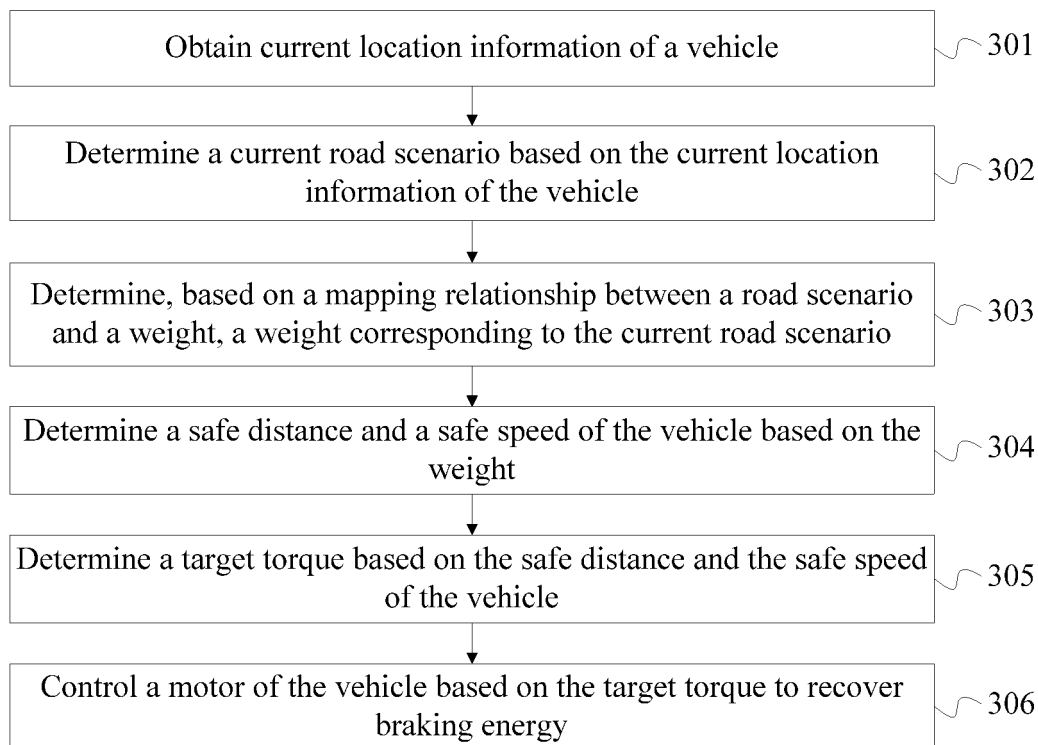 Obtain current location information of a vehicle
301
Determine a current road scenario based on the current location
information of the vehicle
302
Determine, based on a mapping relationship between a road scenario
and a weight, a weight corresponding to the current road scenario
303
Determine a safe distance and a safe speed of the vehicle based on the
weight
304
Determine a target torque based on the safe distance and the safe speed
of the vehicle
305
Control a motor of the vehicle based on the target torque to recover
braking energy
306